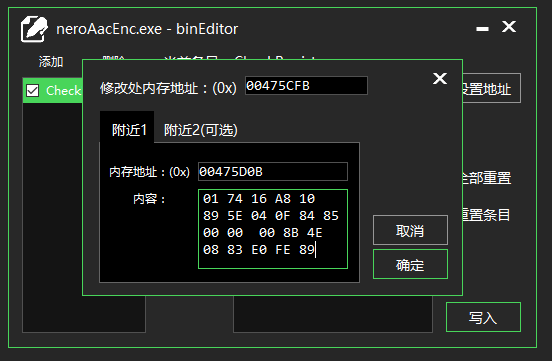 neroAacEnc.exe - binEditor
添加
Check
修改处内存地址：(0x) 00475CFB
附近1 附近2(可选)
内存地址：(0x) 00475D0B
内容：
01 74 16 A8 10
89 5E 04 0F 84 85
00 00  00 8B 4E
08 83 E0 FE 89
取消
确定
设置地址
全部重置
重置条目
写入